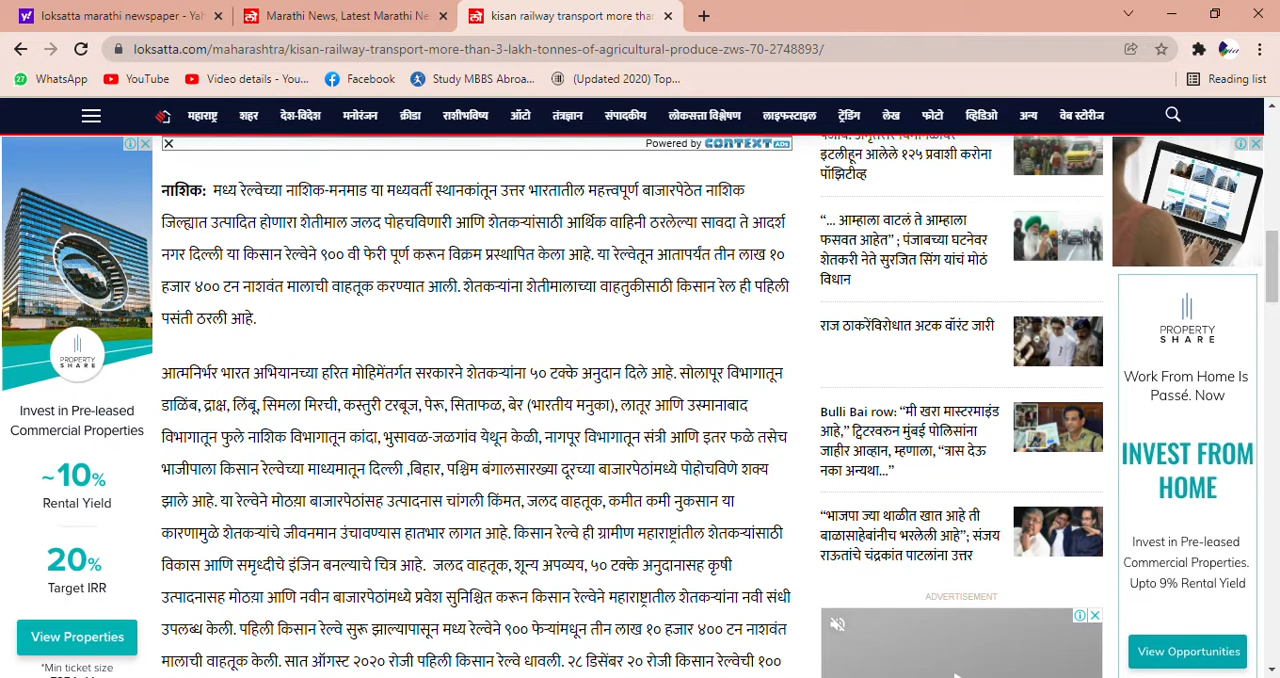 loksatta marathi newspaper - Yah
Marathi News, Latest Marathi Ne
kisan railway transport more than
loksatta.com/maharashtra/kisan-railway-transport-more-than-3-lakh-tonnes-of-agricultural-produce-zws-70-2748893/
27 WhatsApp
YouTube
Video details - You...
Facebook
Study MBBS Abroa...
(Updated 2020) Top...
Reading list
महाराष्ट्र शहर देश-विदेश मनोरंजन क्रीडा राशीभविष्य ऑटो तंत्रज्ञान संपादकीय लोकसत्ता विश्लेषण लाइफस्टाइल ट्रेंडिंग लेख फोटो व्हिडिओ अन्य वेब स्टोरीज
Powered by CONTEXT ADs
नाशिक: मध्य रेल्वेच्या नाशिक-मनमाड या मध्यवर्ती स्थानकांतून उत्तर भारतातील महत्त्वपूर्ण बाजारपेठेत नाशिक
जिल्ह्यात उत्पादित होणारा शेतीमाल जलद पोहचविणारी आणि शेतकऱ्यांसाठी आर्थिक वाहिनी ठरलेल्या सावदा ते आदर्श
नगर दिल्ली या किसान रेल्वेने ९०० वी फेरी पूर्ण करून विक्रम प्रस्थापित केला आहे. या रेल्वेतून आतापर्यंत तीन लाख १०
हजार ४०० टन नाशवंत मालाची वाहतूक करण्यात आली. शेतकऱ्यांना शेतीमालाच्या वाहतुकीसाठी किसान रेल ही पहिली
पसंती ठरली आहे.
आत्मनिर्भर भारत अभियानच्या हरित मोहिमेंतर्गत सरकारने शेतकऱ्यांना ५० टक्के अनुदान दिले आहे. सोलापूर विभागातून
डाळिंब, द्राक्ष, लिंबू, सिमला मिरची, कस्तुरी टरबूज, पेरू, सिताफळ, बेर (भारतीय मनुका), लातूर आणि उस्मानाबाद
विभागातून फुले नाशिक विभागातून कांदा, भुसावळ-जळगांव येथून केळी, नागपूर विभागातून संत्री आणि इतर फळे तसेच
भाजीपाला किसान रेल्वेच्या माध्यमातून दिल्ली ,बिहार, पश्चिम बंगालसारख्या दूरच्या बाजारपेठांमध्ये पोहोचविणे शक्य
झाले आहे. या रेल्वेने मोठय़ा बाजारपेठांसह उत्पादनास चांगली किंमत, जलद वाहतूक, कमीत कमी नुकसान या
कारणामुळे शेतकऱ्यांचे जीवनमान उंचावण्यास हातभार लागत आहे. किसान रेल्वे ही ग्रामीण महाराष्ट्रांतील शेतकऱ्यांसाठी
विकास आणि समृध्दीचे इंजिन बनल्याचे चित्र आहे. जलद वाहतूक, शून्य अपव्यय, ५० टक्के अनुदानासह कृषी
उत्पादनासह मोठय़ा आणि नवीन बाजारपेठांमध्ये प्रवेश सुनिश्चित करून किसान रेल्वेने महाराष्ट्रातील शेतकऱ्यांना नवी संधी
उपलब्ध केली. पहिली किसान रेल्वे सुरू झाल्यापासून मध्य रेल्वेने ९०० फेऱ्यांमधून तीन लाख १० हजार ४०० टन नाशवंत
मालाची वाहतूक केली. सात ऑगस्ट २०२० रोजी पहिली किसान रेल्वे धावली. २८ डिसेंबर २० रोजी किसान रेल्वेची १००
इटलीहून आलेले १२५ प्रवाशी करोना
पॉझिटीव्ह
“… आम्हाला वाटलं ते आम्हाला
फसवत आहेत” ; पंजाबच्या घटनेवर
शेतकरी नेते सुरजित सिंग यांचं मोठं
विधान
राज ठाकरेंविरोधात अटक वॉरंट जारी
Bulli Bai row: “मी खरा मास्टरमाइंड
आहे,” ट्विटरवरुन मुंबई पोलिसांना
जाहीर आव्हान, म्हणाला, “त्रास देऊ
नका अन्यथा…”
“भाजपा ज्या थाळीत खात आहे ती
बाळासाहेबांनीच भरलेली आहे”; संजय
राऊतांचे चंद्रकांत पाटलांना उत्तर
ADVERTISEMENT
PROPERTY
SHARE
Invest in Pre-leased
Commercial Properties
~10%
Rental Yield
20%
Target IRR
View Properties
*Min ticket size
PROPERTY
SHARE
Work From Home Is
Passé. Now
INVEST FROM
HOME
Invest in Pre-leased
Commercial Properties.
Upto 9% Rental Yield
View Opportunities